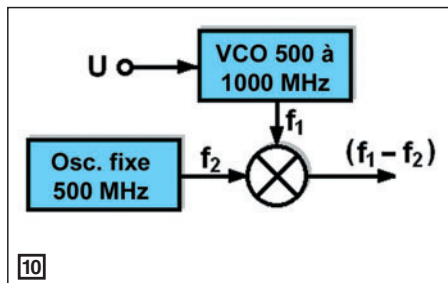 VCO 500 à
1000 MHz
U
f1
Osc. fixe
500 MHz
f2
(f1 – f2)
10